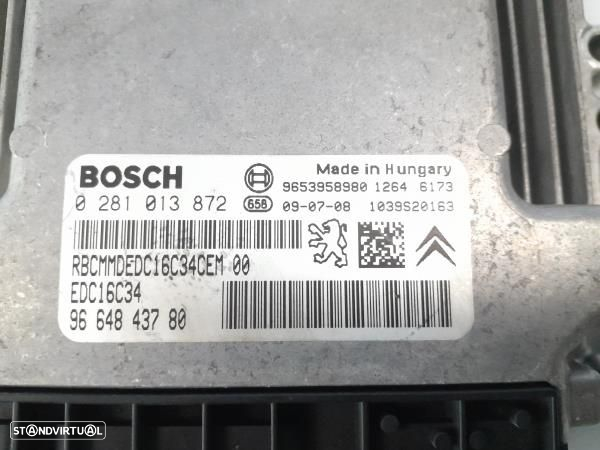 BOSCH
Made in Hungary
9653958980 1264 6173
0 281 013 872
656 09-07-08 1039S20163
RBCMMDEDC16C34CEM 00
EDC16C34
96 648 437 80
STANDVIRTUAL